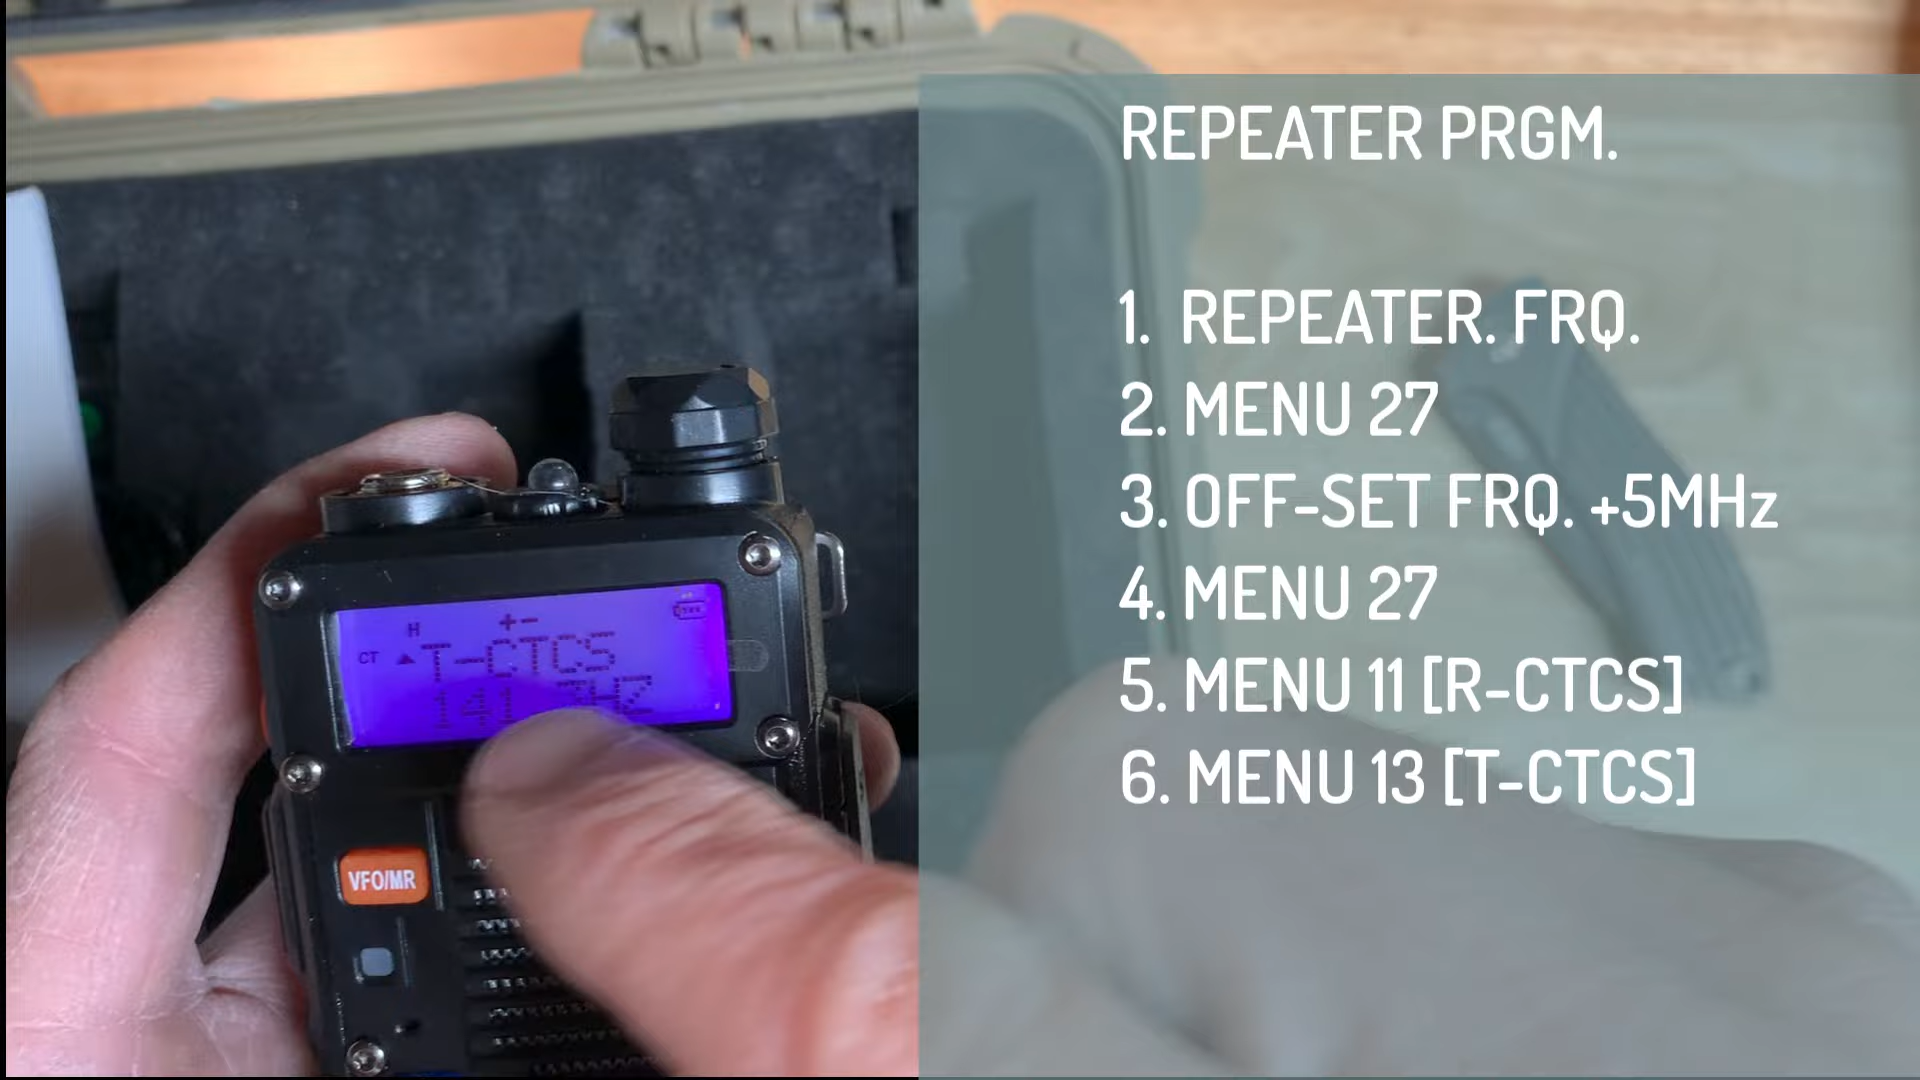 H +-
CT ▲T-CTCS
VFO/MR
REPEATER PRGM.
1. REPEATER. FRQ.
2. MENU 27
3. OFF-SET FRQ. +5MHz
4. MENU 27
5. MENU 11 [R-CTCS]
6. MENU 13 [T-CTCS]